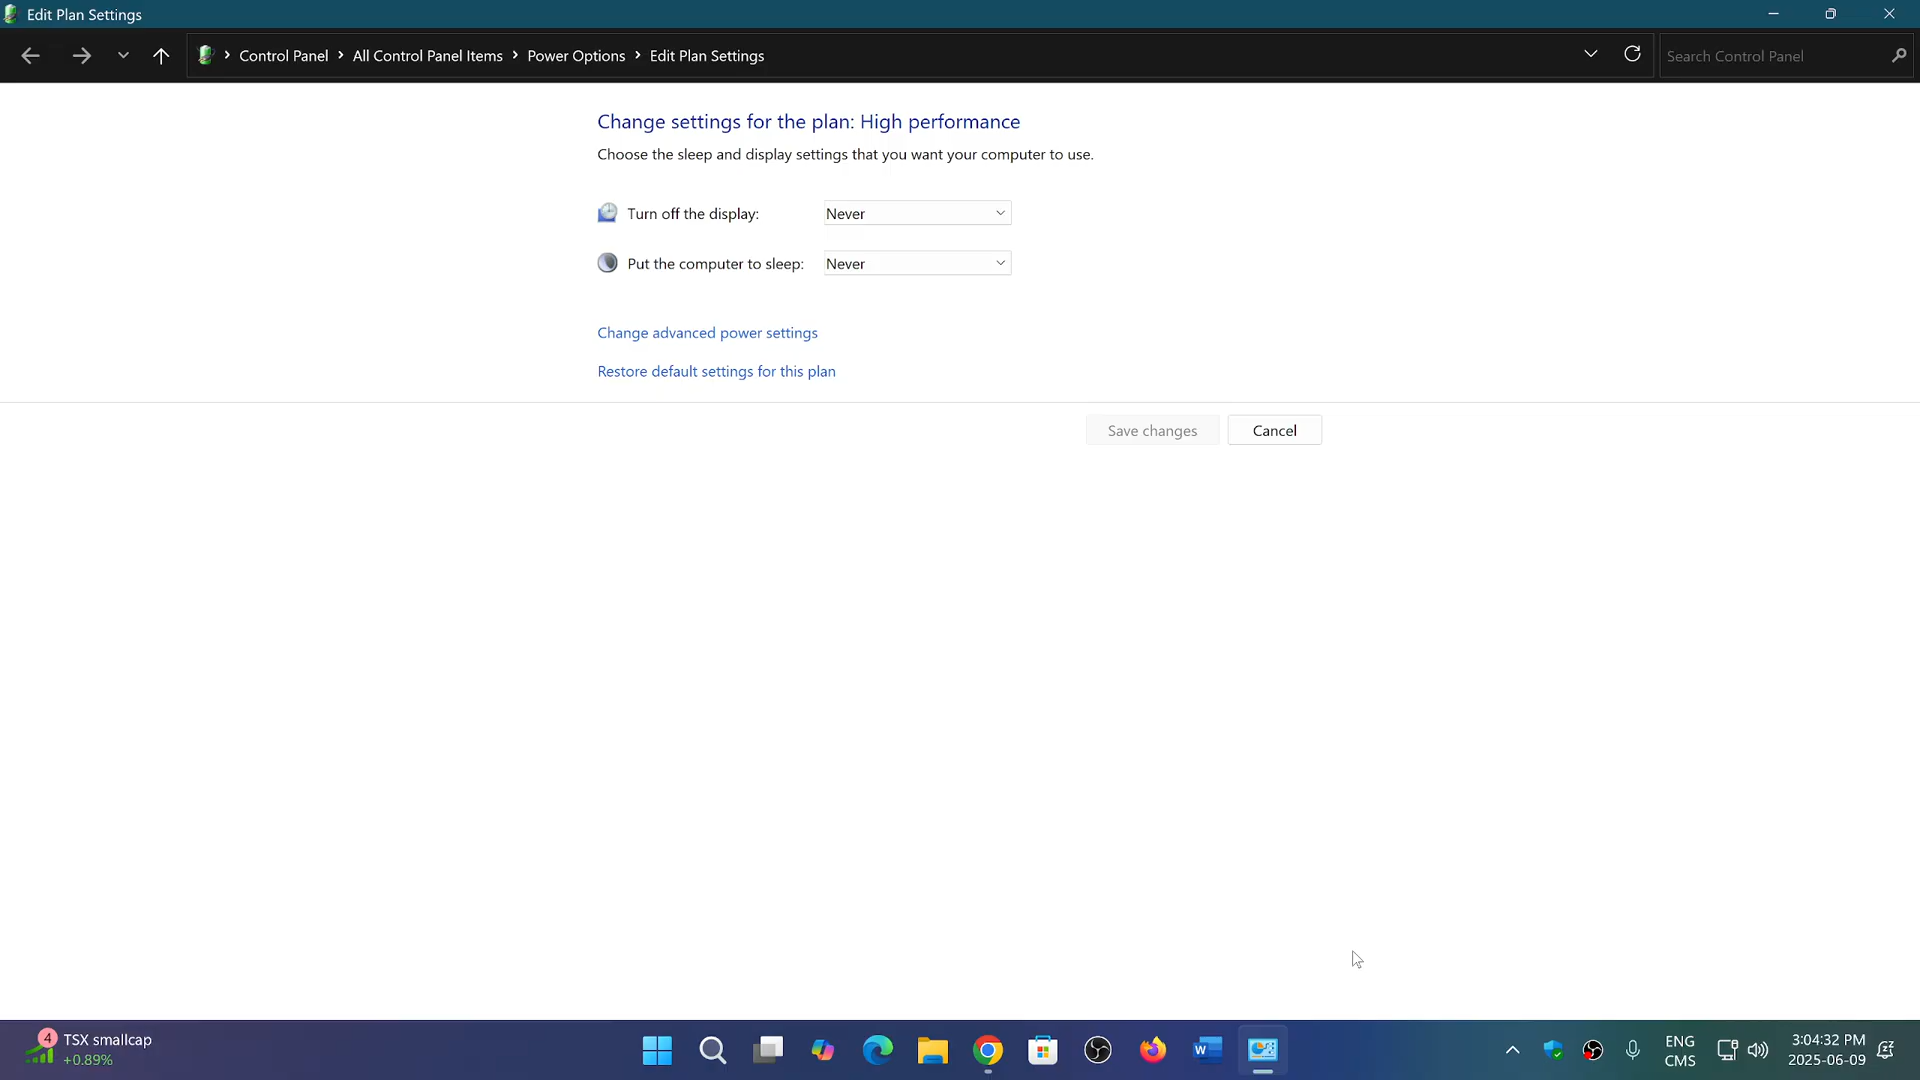 Edit Plan Settings
Control Panel > All Control Panel Items > Power Options > Edit Plan Settings
Search Control Panel
Change settings for the plan: High performance
Choose the sleep and display settings that you want your computer to use.
Turn off the display: Never
Put the computer to sleep: Never
Change advanced power settings
Restore default settings for this plan
Save changes Cancel
4 TSX smallcap
+0.89%
W
ENG
CMS
3:04:32 PM
2025-06-09